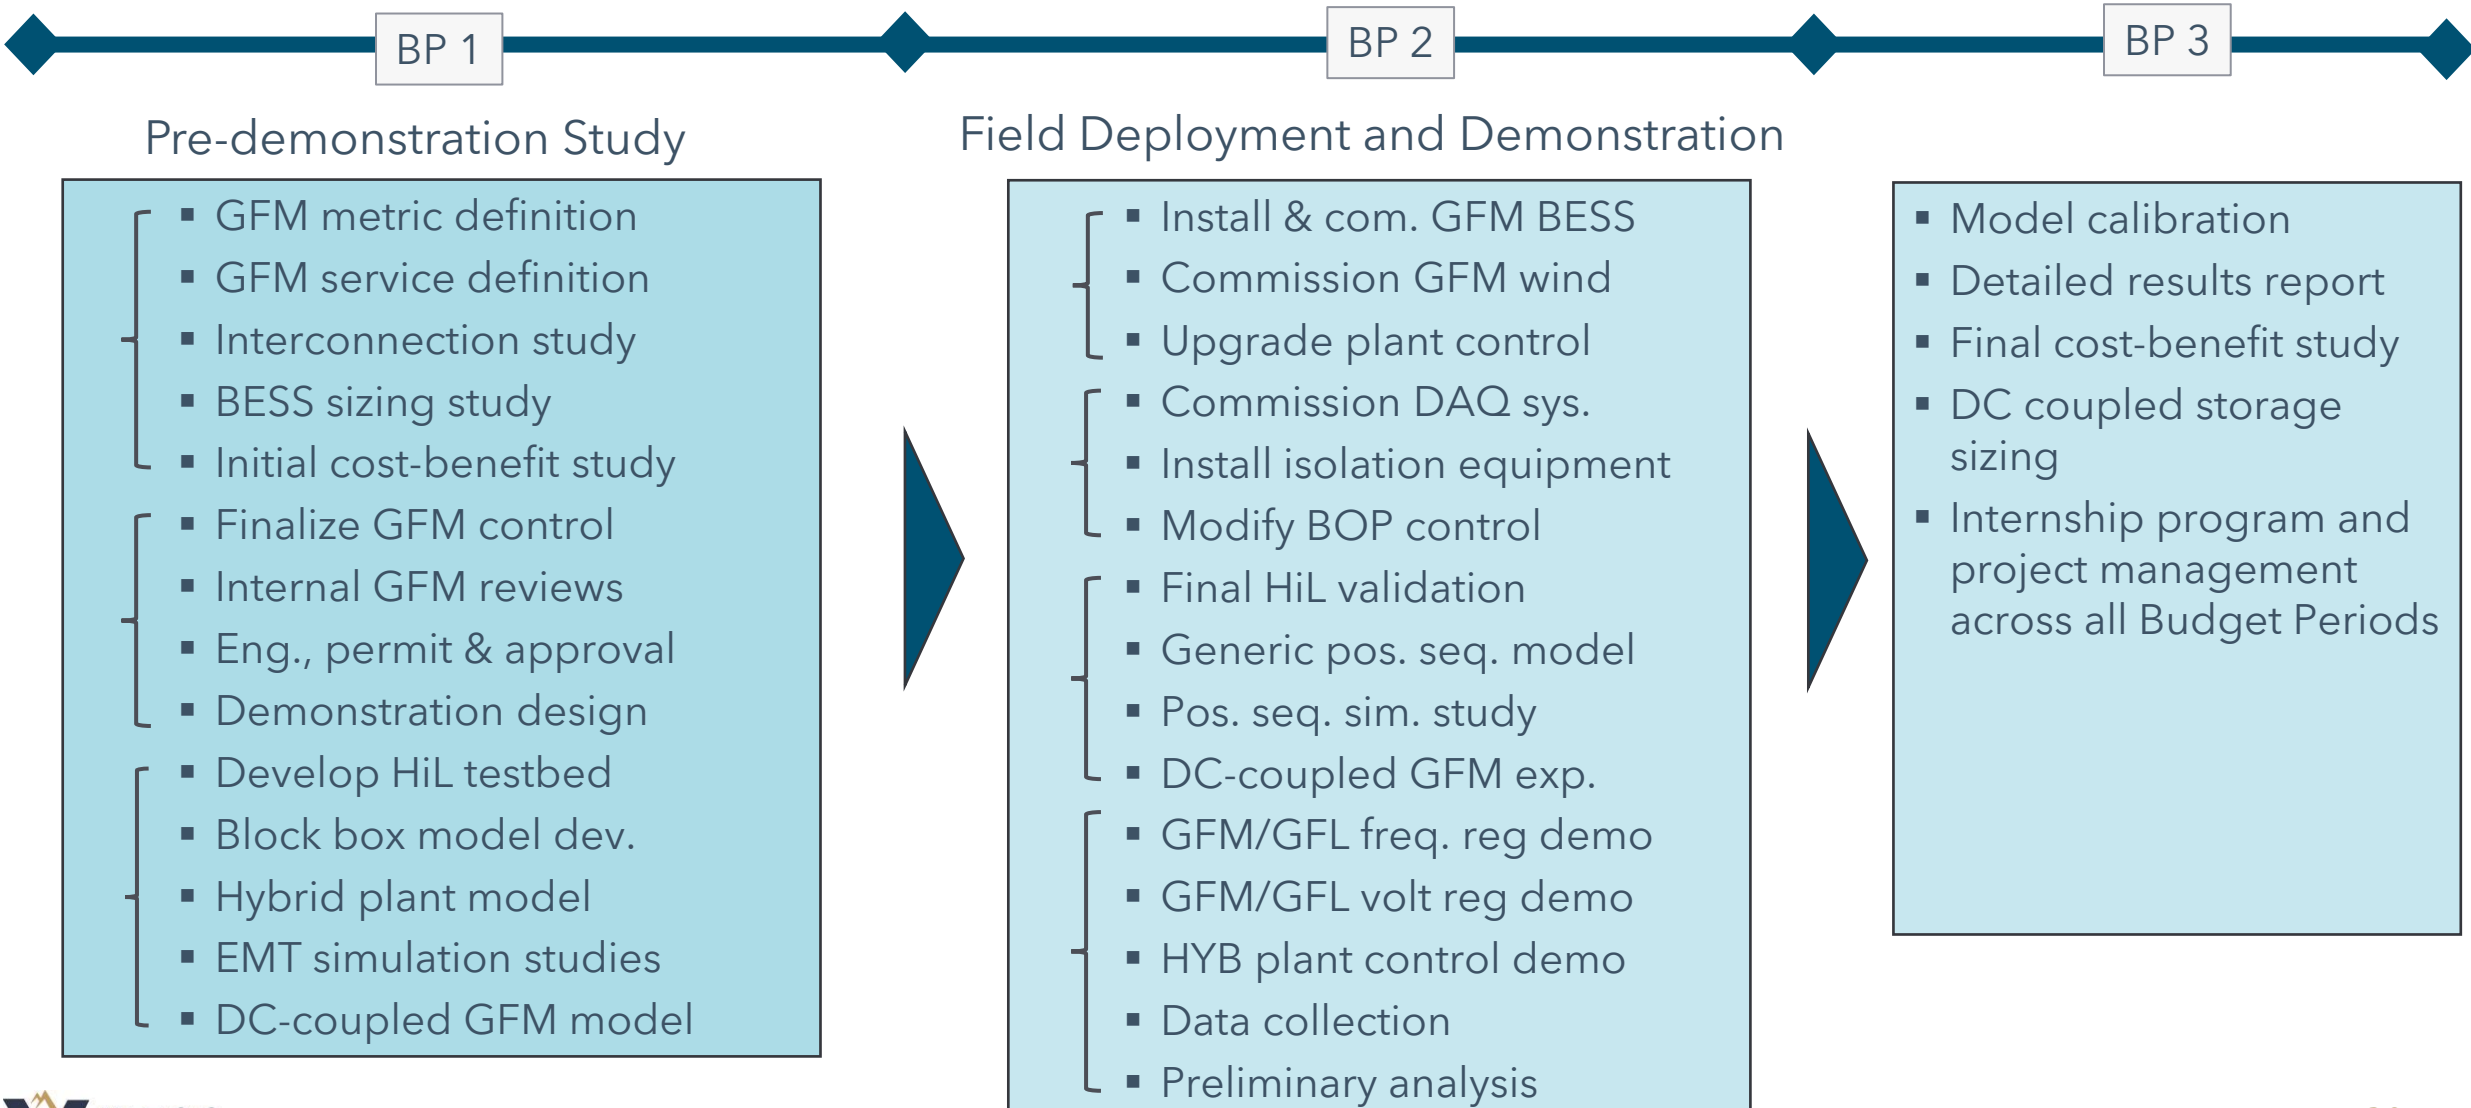 BP 1
BP 2
BP 3
Pre-demonstration Study
▪ GFM metric definition
▪ GFM service definition
▪ Interconnection study
▪ BESS sizing study
▪ Initial cost-benefit study
▪ Finalize GFM control
▪ Internal GFM reviews
▪ Eng., permit & approval
▪ Demonstration design
▪ Develop HiL testbed
▪ Block box model dev.
▪ Hybrid plant model
▪ EMT simulation studies
▪ DC-coupled GFM model
Field Deployment and Demonstration
▪ Install & com. GFM BESS
▪ Commission GFM wind
▪ Upgrade plant control
▪ Commission DAQ sys.
▪ Install isolation equipment
▪ Modify BOP control
▪ Final HiL validation
▪ Generic pos. seq. model
▪ Pos. seq. sim. study
▪ DC-coupled GFM exp.
▪ GFM/GFL freq. reg demo
▪ GFM/GFL volt reg demo
▪ HYB plant control demo
▪ Data collection
▪ Preliminary analysis
▪ Model calibration
▪ Detailed results report
▪ Final cost-benefit study
▪ DC coupled storage
sizing
▪ Internship program and
project management
across all Budget Periods